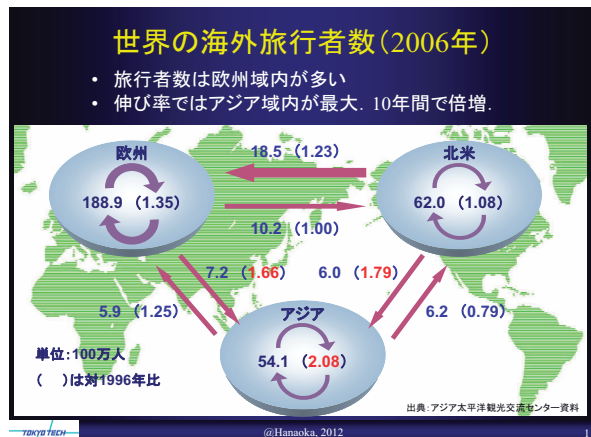 世界の海外旅行者数(2006年)
• 旅行者数は欧州域内が多い
• 伸び率ではアジア域内が最大. 10年間で倍増.
欧州
188.9 (1.35)
18.5 (1.23)
10.2 (1.00)
北米
62.0 (1.08)
7.2 (1.66)
6.0 (1.79)
5.9 (1.25)
6.2 (0.79)
アジア
54.1 (2.08)
単位:100万人
( )は対1996年比
出典:アジア太平洋観光交流センター資料
TOKYO TECH
@Hanaoka, 2012
1